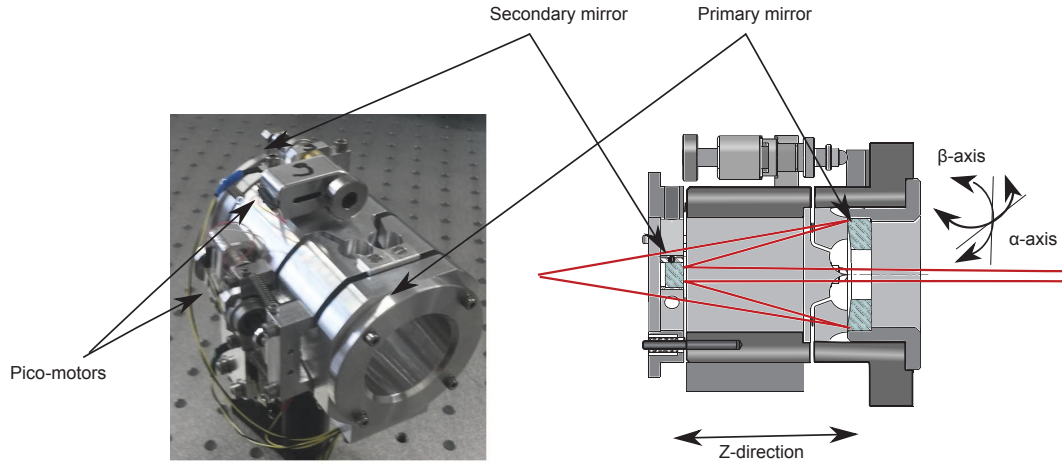 Secondary mirror
Primary mirror
β-axis
α-axis
Pico-motors
Z-direction